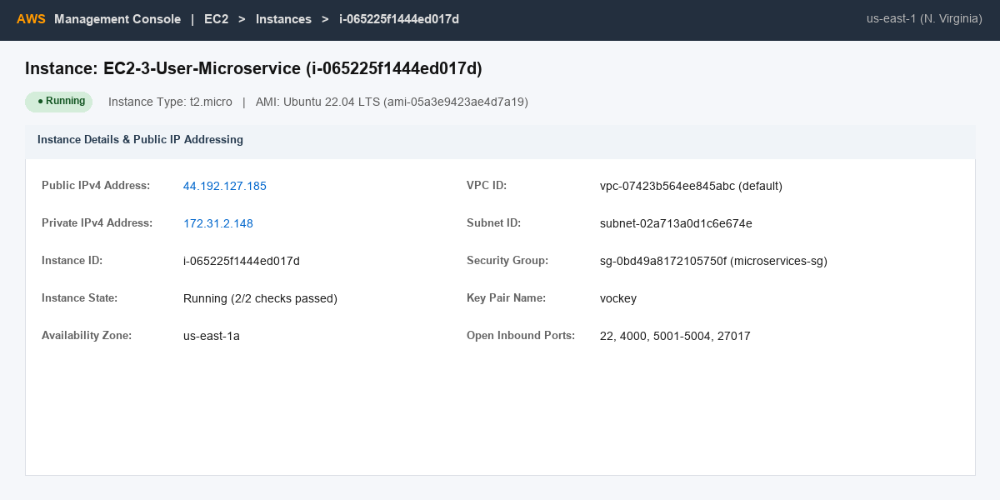 AWS Management Console | EC2 > Instances > i-065225f1444ed017d
us-east-1 (N. Virginia)
Instance: EC2-3-User-Microservice (i-065225f1444ed017d)
● Running Instance Type: t2.micro | AMI: Ubuntu 22.04 LTS (ami-05a3e9423ae4d7a19)
Instance Details & Public IP Addressing
Public IPv4 Address: 44.192.127.185 VPC ID: vpc-07423b564ee845abc (default)
Private IPv4 Address: 172.31.2.148 Subnet ID: subnet-02a713a0d1c6e674e
Instance ID: i-065225f1444ed017d Security Group: sg-0bd49a8172105750f (microservices-sg)
Instance State: Running (2/2 checks passed) Key Pair Name: vockey
Availability Zone: us-east-1a Open Inbound Ports: 22, 4000, 5001-5004, 27017